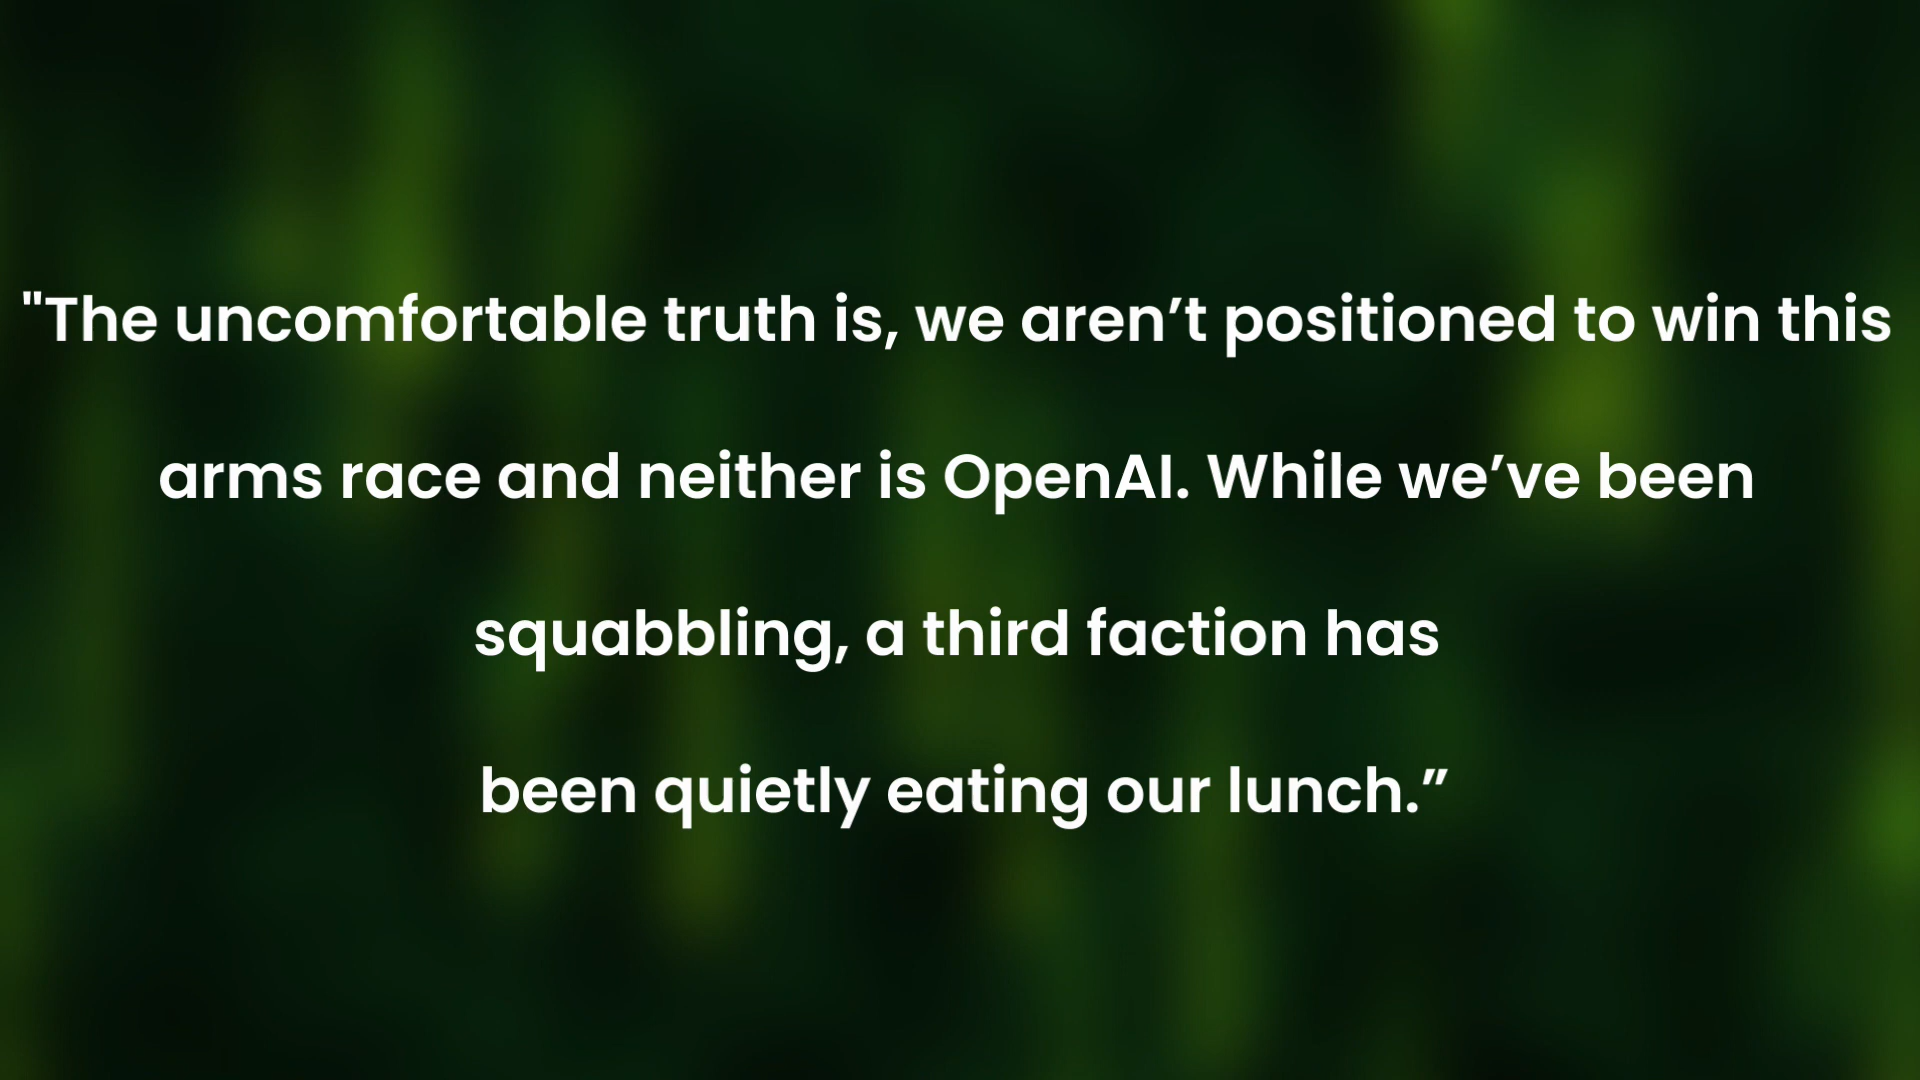 "The uncomfortable truth is, we aren’t positioned to win this
arms race and neither is OpenAI. While we’ve been
squabbling, a third faction has
been quietly eating our lunch.”